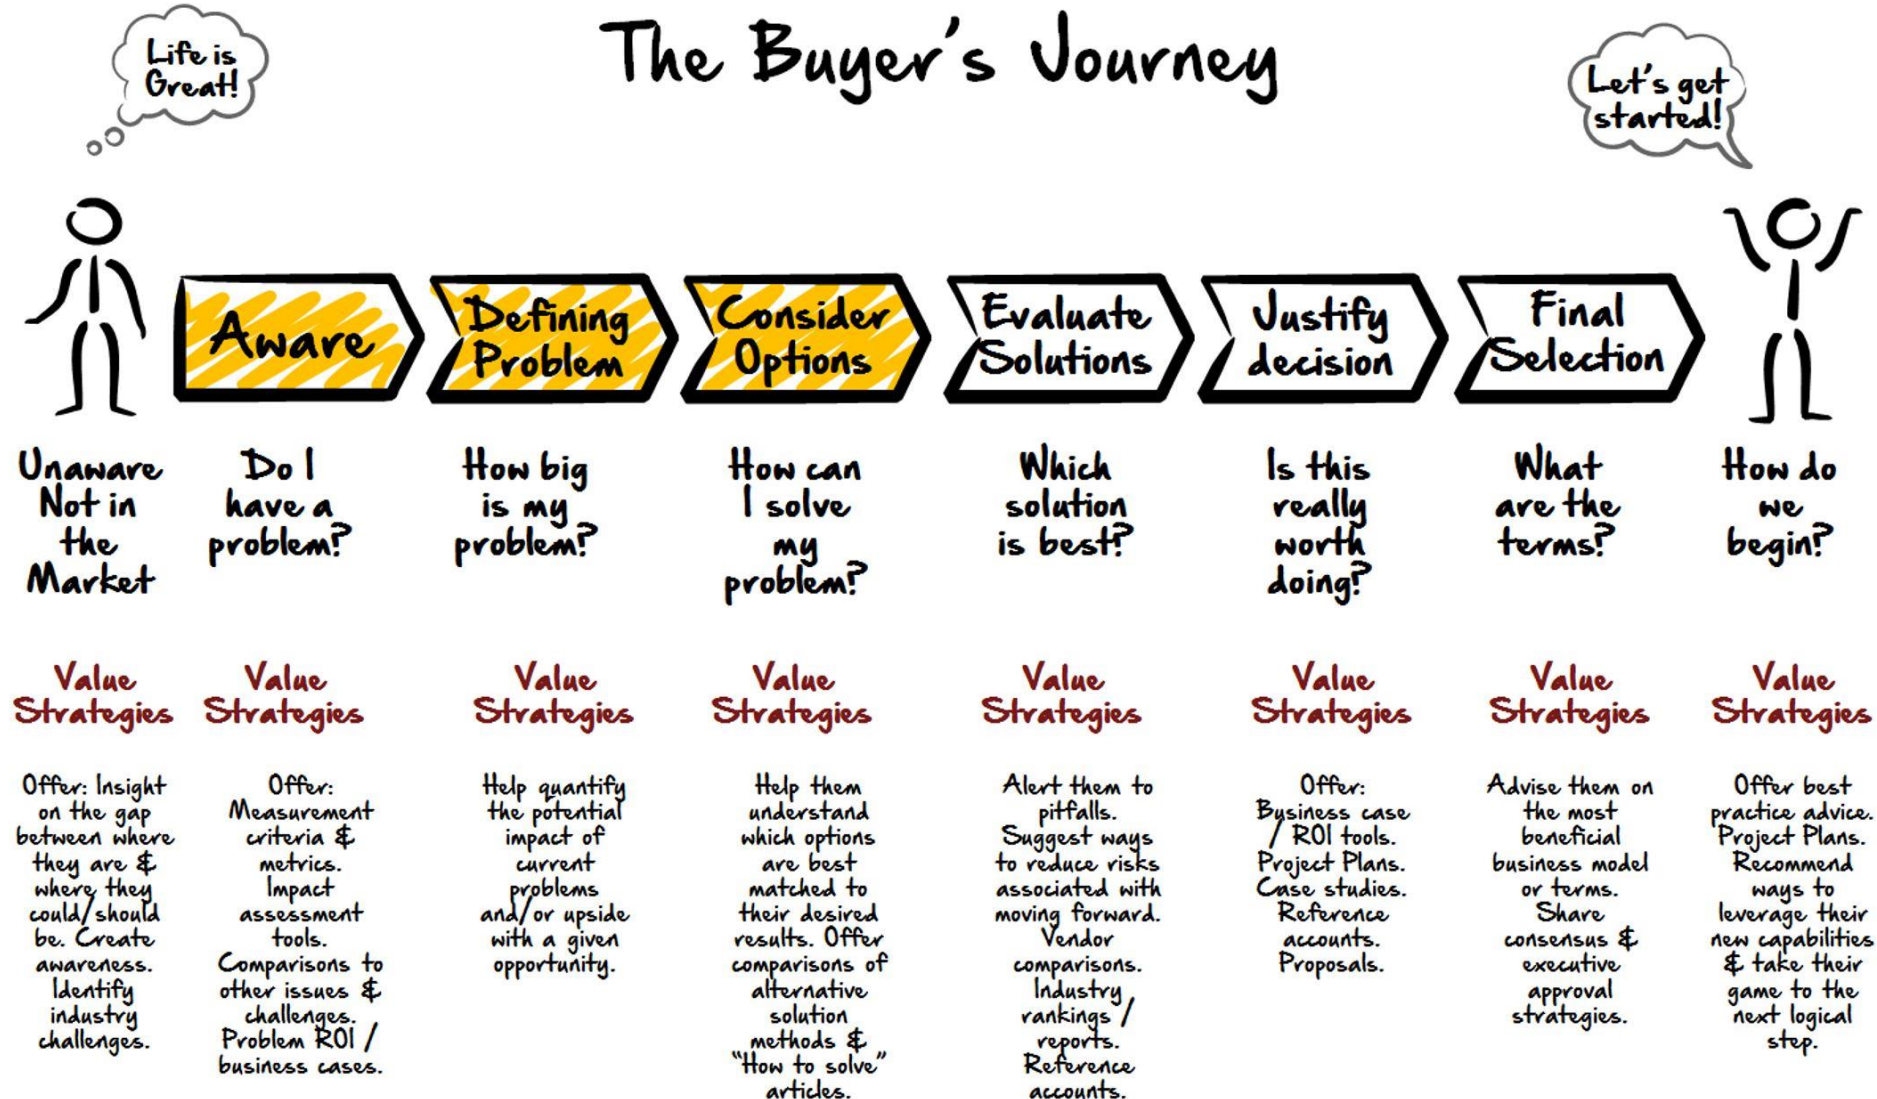 The Buyer's Journey
Life is
Great!
Let's get
started!
Aware
Defining
Problem
Consider
Options
Evaluate
Solutions
Justify
decision
Final
Selection
Unaware
Not in
the
Market
Do I
have a
problem?
How big
is my
problem?
How can
I solve
my
problem?
Which
solution
is best?
Is this
really
worth
doing?
What
are the
terms?
How do
we
begin?
Value
Strategies
Offer: Insight
on the gap
between where
they are &
where they
could/should
be. Create
awareness.
Identify
industry
challenges.
Value
Strategies
Offer:
Measurement
criteria &
metrics.
Impact
assessment
tools.
Comparisons to
other issues &
challenges.
Problem ROI /
business cases.
Value
Strategies
Help quantify
the potential
impact of
current
problems
and/or upside
with a given
opportunity.
Value
Strategies
Help them
understand
which options
are best
matched to
their desired
results. Offer
comparisons of
alternative
solution
methods &
"How to solve"
articles.
Value
Strategies
Alert them to
pitfalls.
Suggest ways
to reduce risks
associated with
moving forward.
Vendor
comparisons.
Industry
rankings /
reports.
Reference
accounts.
Value
Strategies
Offer:
Business case
/ ROI tools.
Project Plans.
Case studies.
Reference
accounts.
Proposals.
Value
Strategies
Advise them on
the most
beneficial
business model
or terms.
Share
consensus &
executive
approval
strategies.
Value
Strategies
Offer best
practice advice.
Project Plans.
Recommend
ways to
leverage their
new capabilities
& take their
game to the
next logical
step.